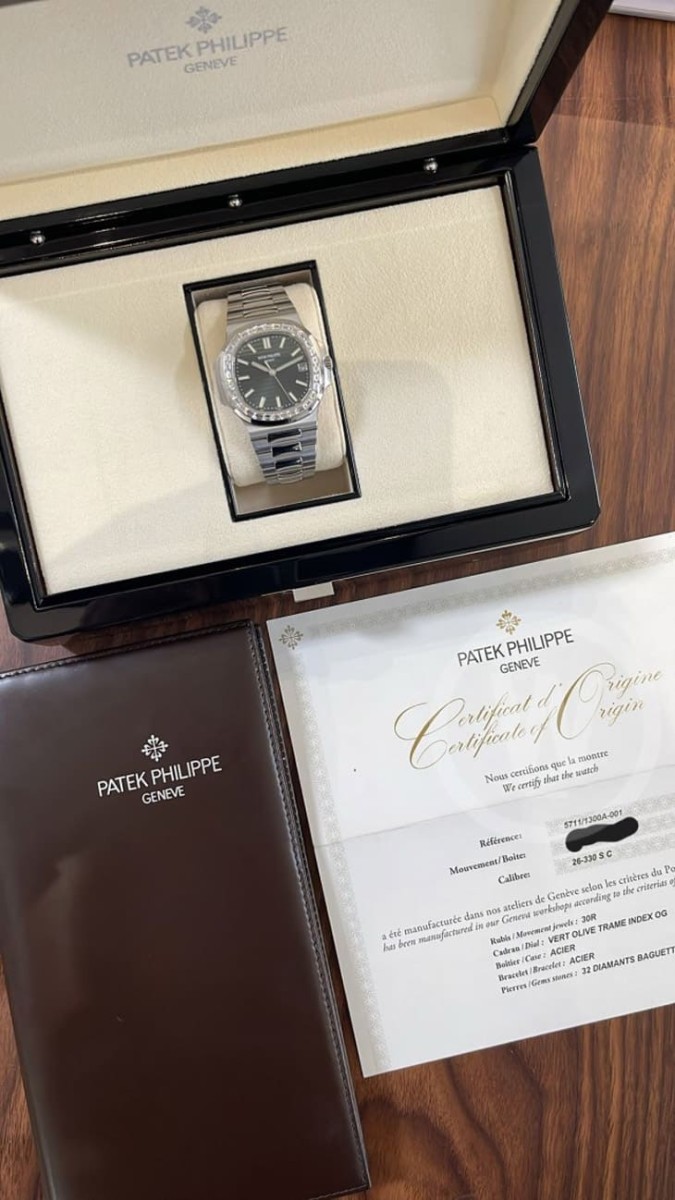 PATEK PHILIPPE
GENEVE
PATEK PHILIPPE
GENEVE
PATEK PHILIPPE
GENEVE
Certificat d'Origine
Certificate of Origin
Nous certifions que la montre
We certify that the watch
Référence: 5711/1300A-001
Mouvement/Boîte:
Calibre: 26-330 S C
a été manufacturée dans nos ateliers de Genève selon les critères du Po
has been manufactured in our Geneva workshops according to the criterias of
Rubis / Movement jewels : 30R
Cadran / Dial : VERT OLIVE TRAME INDEX OG
Boîtier / Case : ACIER
Bracelet / Bracelet : ACIER
Pierres / Gems stones : 32 DIAMANTS BAGUETT